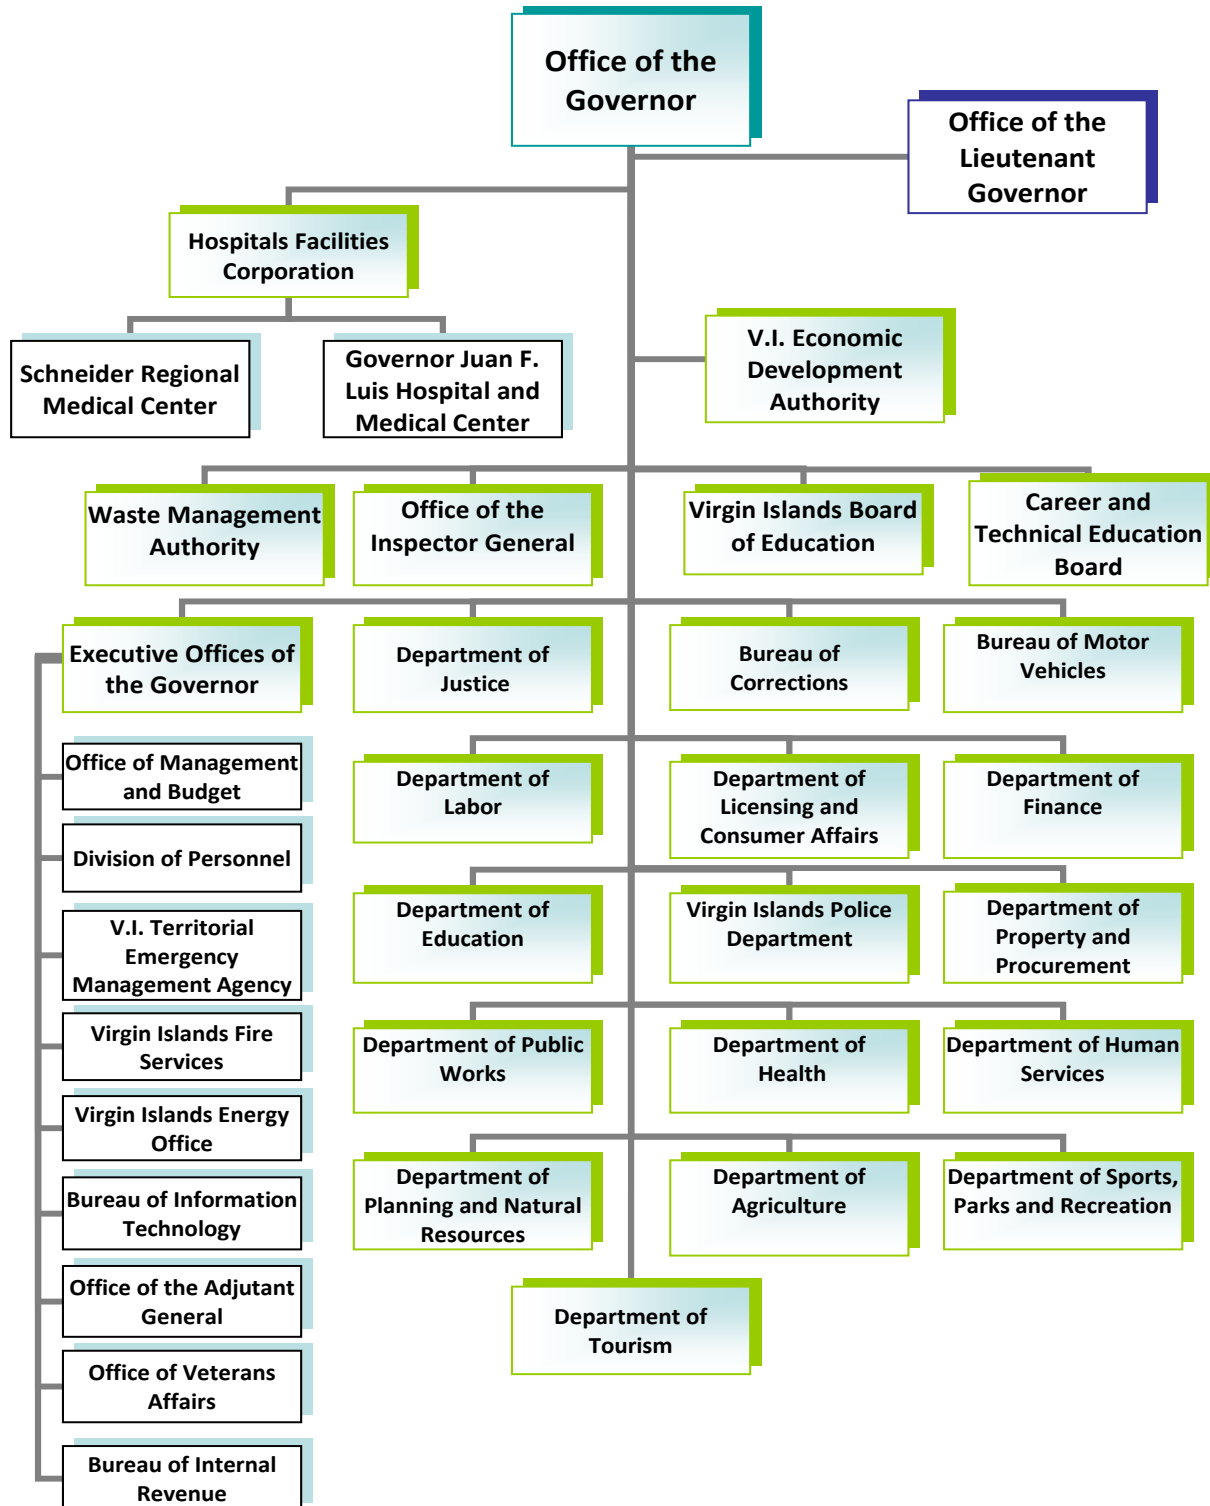 Office of the
Governor
Office of the
Lieutenant
Governor
Hospitals Facilities
Corporation
Schneider Regional
Medical Center
Governor Juan F.
Luis Hospital and
Medical Center
V.I. Economic
Development
Authority
Waste Management
Authority
Office of the
Inspector General
Virgin Islands Board
of Education
Career and
Technical Education
Board
Executive Offices of
the Governor
Department of
Justice
Bureau of
Corrections
Bureau of Motor
Vehicles
Office of Management
and Budget
Division of Personnel
V.I. Territorial
Emergency
Management Agency
Virgin Islands Fire
Services
Virgin Islands Energy
Office
Bureau of Information
Technology
Office of the Adjutant
General
Office of Veterans
Affairs
Bureau of Internal
Revenue
Department of
Labor
Department of
Licensing and
Consumer Affairs
Department of
Finance
Department of
Education
Virgin Islands Police
Department
Department of
Property and
Procurement
Department of Public
Works
Department of
Health
Department of Human
Services
Department of
Planning and Natural
Resources
Department of
Agriculture
Department of Sports,
Parks and Recreation
Department of
Tourism